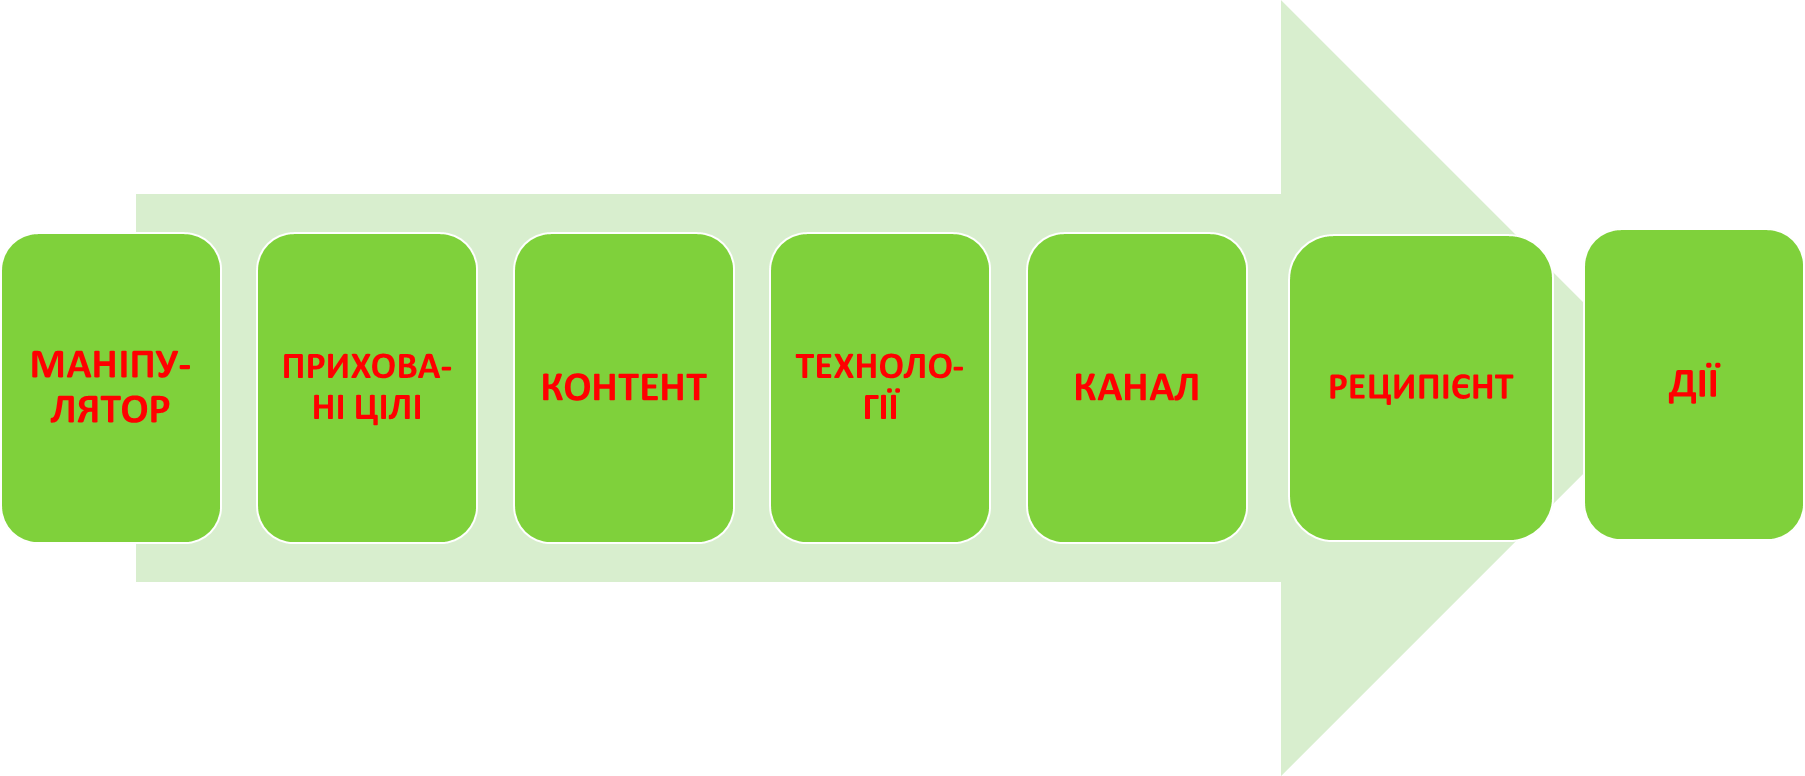 МАНІПУ-
ЛЯТОР
ПРИХОВА-
НІ ЦІЛІ
КОНТЕНТ
ТЕХНОЛО-
ГІЇ
КАНАЛ
РЕЦИПІЄНТ
ДІЇ